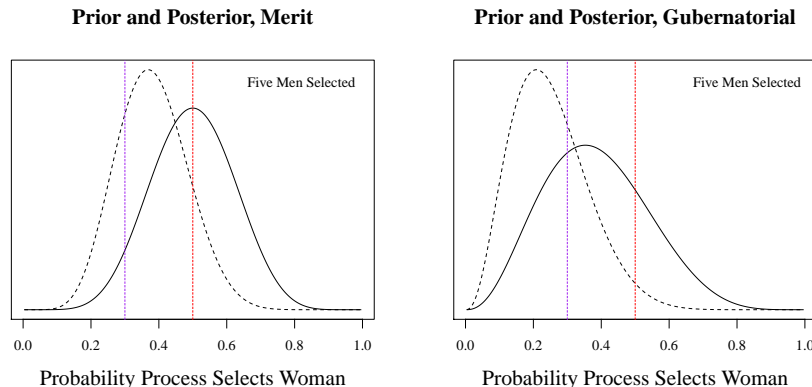 Prior and Posterior, Merit
Five Men Selected
0.0 0.2 0.4 0.6 0.8 1.0
Probability Process Selects Woman
Prior and Posterior, Gubernatorial
Five Men Selected
0.0 0.2 0.4 0.6 0.8 1.0
Probability Process Selects Woman